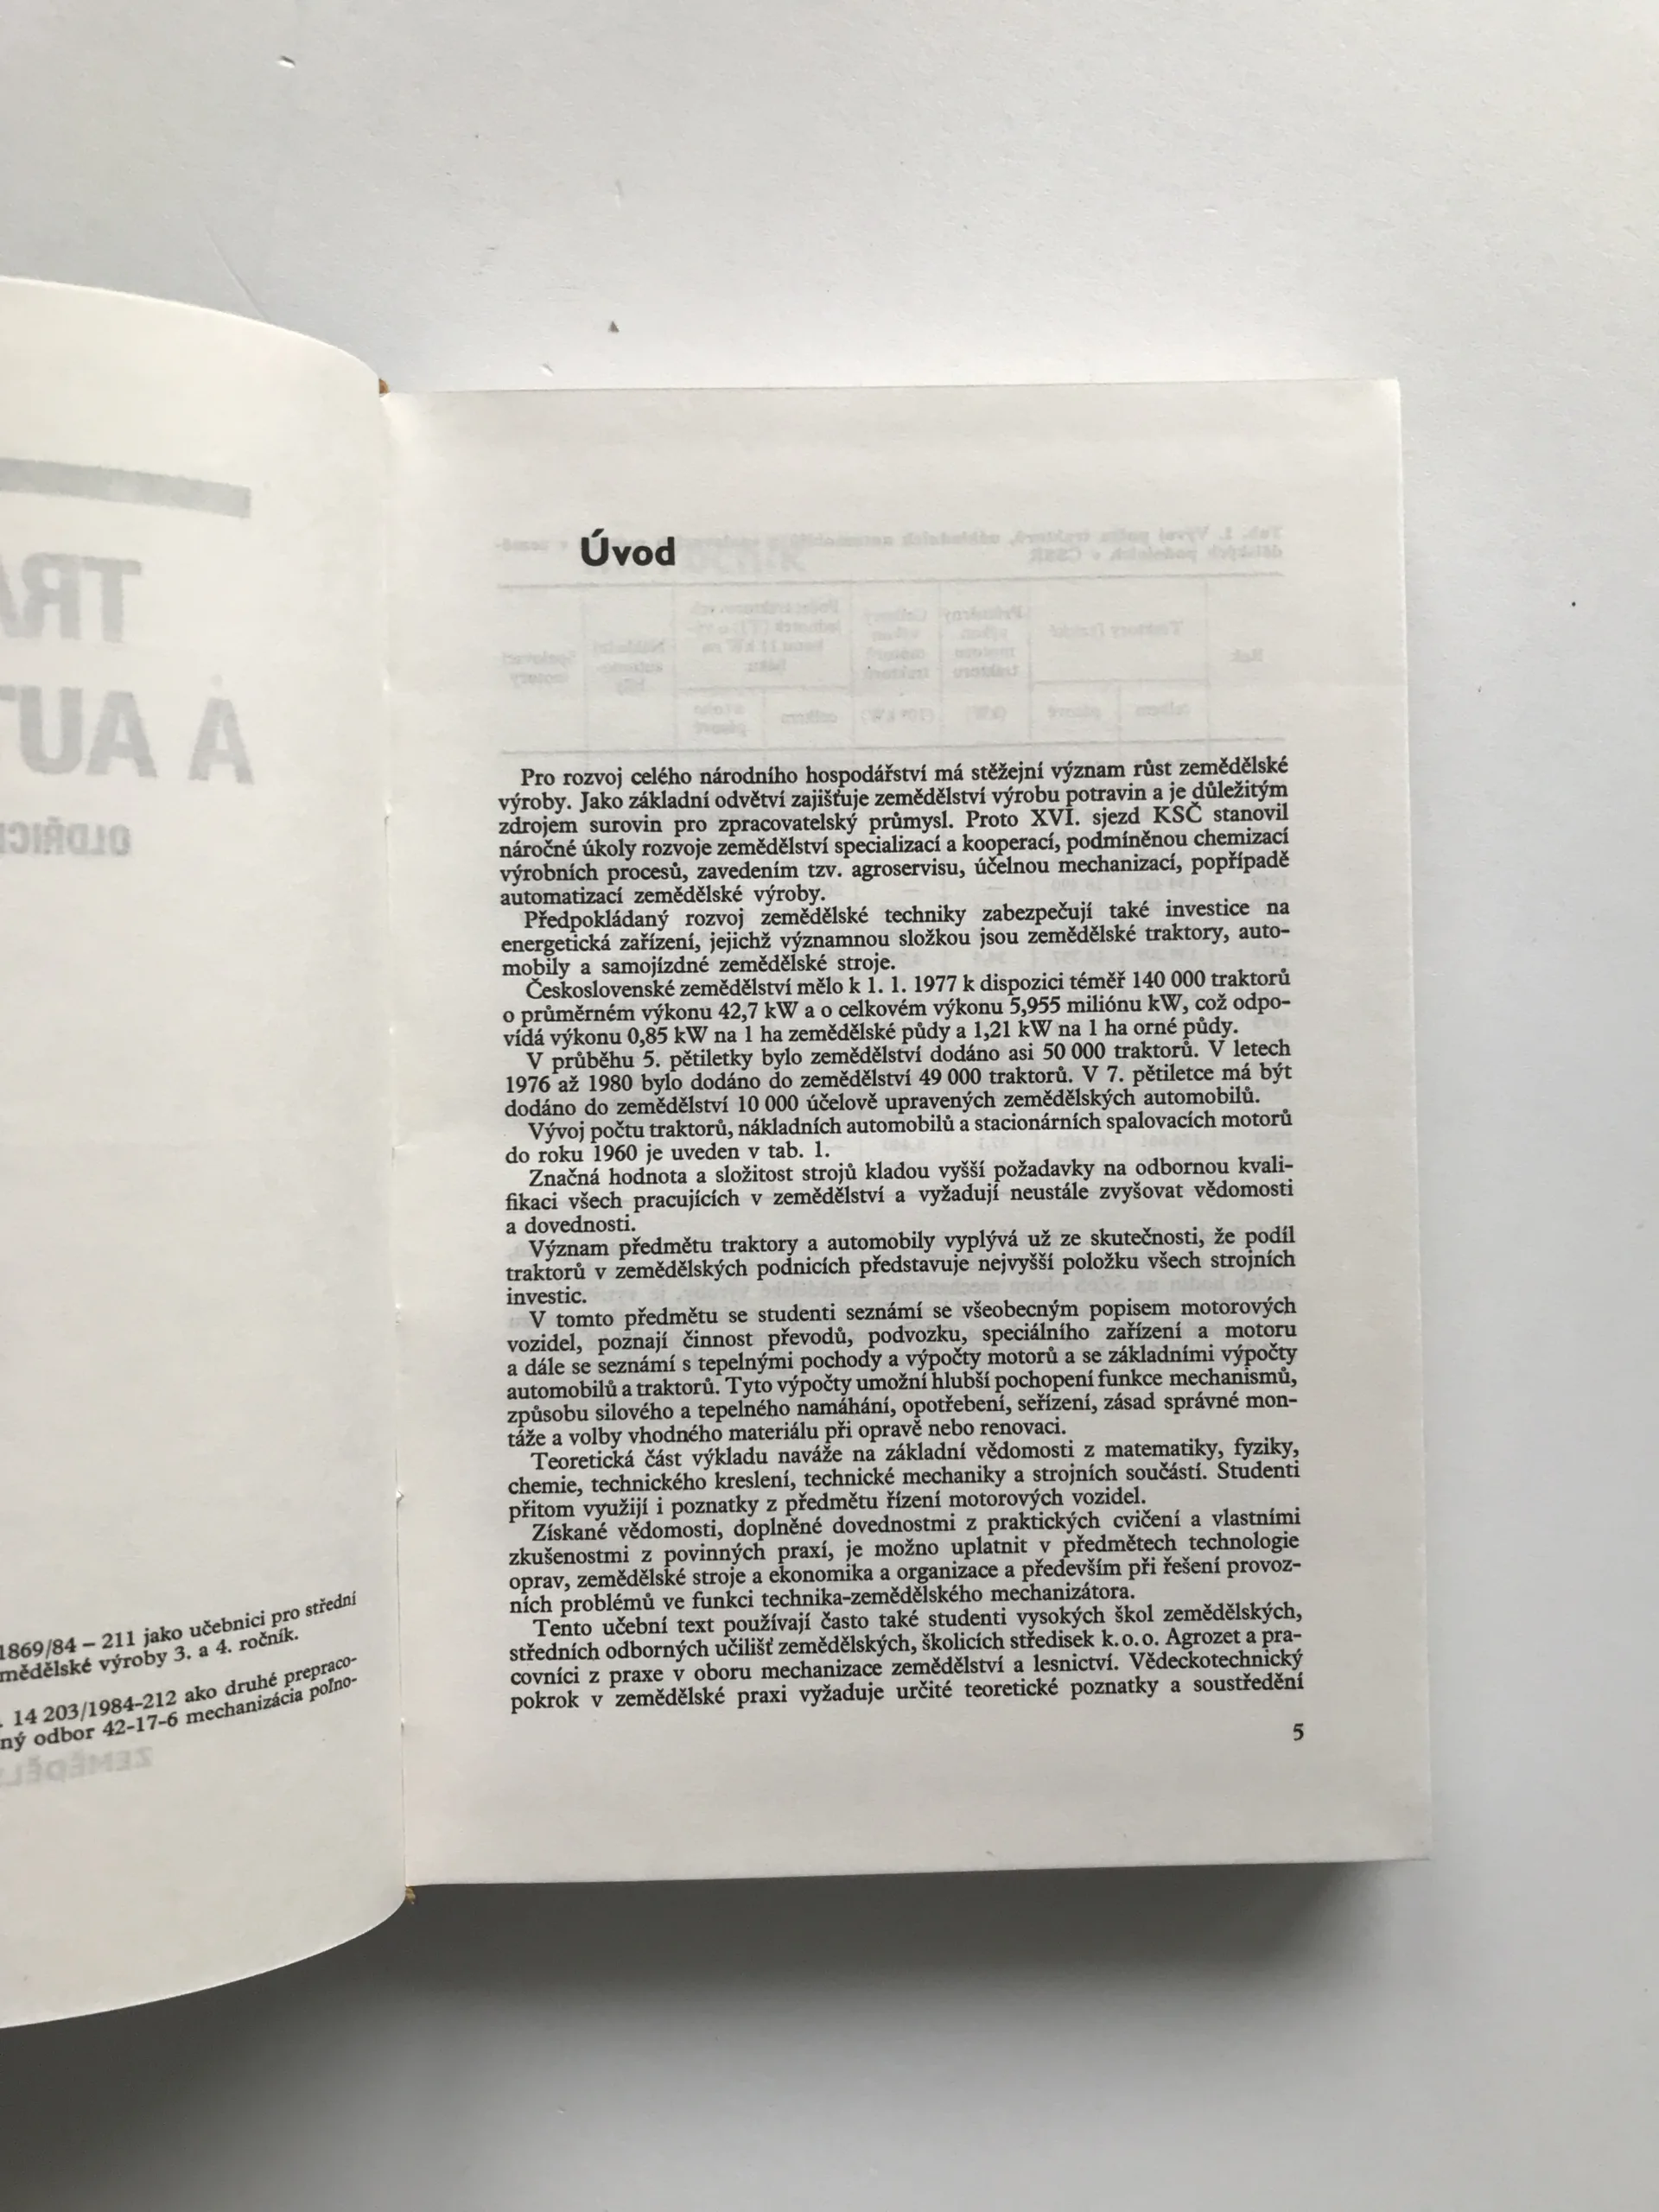 1869/84 – 211 jako učebnici pro střední
mědělské výroby 3. a 4. ročník.
. 14 203/1984-212 ako druhé prepraco-
ný odbor 42-17-6 mechanizácia poľno-
Úvod
Pro rozvoj celého národního hospodářství má stěžejní význam růst zemědělské
výroby. Jako základní odvětví zajišťuje zemědělství výrobu potravin a je důležitým
zdrojem surovin pro zpracovatelský průmysl. Proto XVI. sjezd KSČ stanovil
náročné úkoly rozvoje zemědělství specializací a kooperací, podmíněnou chemizací
výrobních procesů, zavedením tzv. agroservisu, účelnou mechanizací, popřípadě
automatizací zemědělské výroby.
Předpokládaný rozvoj zemědělské techniky zabezpečují také investice na
energetická zařízení, jejichž významnou složkou jsou zemědělské traktory, auto-
mobily a samojízdné zemědělské stroje.
Československé zemědělství mělo k 1. 1. 1977 k dispozici téměř 140 000 traktorů
o průměrném výkonu 42,7 kW a o celkovém výkonu 5,955 miliónu kW, což odpo-
vídá výkonu 0,85 kW na 1 ha zemědělské půdy a 1,21 kW na 1 ha orné půdy.
V průběhu 5. pětiletky bylo zemědělství dodáno asi 50 000 traktorů. V letech
1976 až 1980 bylo dodáno do zemědělství 49 000 traktorů. V 7. pětiletce má být
dodáno do zemědělství 10 000 účelově upravených zemědělských automobilů.
Vývoj počtu traktorů, nákladních automobilů a stacionárních spalovacích motorů
do roku 1960 je uveden v tab. 1.
Značná hodnota a složitost strojů kladou vyšší požadavky na odbornou kvali-
fikaci všech pracujících v zemědělství a vyžadují neustále zvyšovat vědomosti
a dovednosti.
Význam předmětu traktory a automobily vyplývá už ze skutečnosti, že podíl
traktorů v zemědělských podnicích představuje nejvyšší položku všech strojních
investic.
V tomto předmětu se studenti seznámí se všeobecným popisem motorových
vozidel, poznají činnost převodů, podvozku, speciálního zařízení a motoru
a dále se seznámí s tepelnými pochody a výpočty motorů a se základními výpočty
automobilů a traktorů. Tyto výpočty umožní hlubší pochopení funkce mechanismů,
způsobu silového a tepelného namáhání, opotřebení, seřízení, zásad správné mon-
táže a volby vhodného materiálu při opravě nebo renovaci.
Teoretická část výkladu naváže na základní vědomosti z matematiky, fyziky,
chemie, technického kreslení, technické mechaniky a strojních součástí. Studenti
přitom využijí i poznatky z předmětu řízení motorových vozidel.
Získané vědomosti, doplněné dovednostmi z praktických cvičení a vlastními
zkušenostmi z povinných praxí, je možno uplatnit v předmětech technologie
oprav, zemědělské stroje a ekonomika a organizace a především při řešení provoz-
ních problémů ve funkci technika-zemědělského mechanizátora.
Tento učební text používají často také studenti vysokých škol zemědělských,
středních odborných učilišť zemědělských, školicích středisek k. o. o. Agrozet a pra-
covníci z praxe v oboru mechanizace zemědělství a lesnictví. Vědeckotechnický
pokrok v zemědělské praxi vyžaduje určité teoretické poznatky a soustředění
5